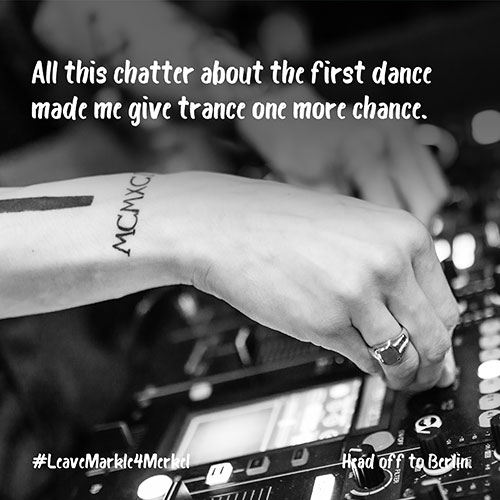 All this chatter about the first dance
made me give trance one more chance.
MCMXC
#LeaveMarkle4Merkel
Head off to Berlin.